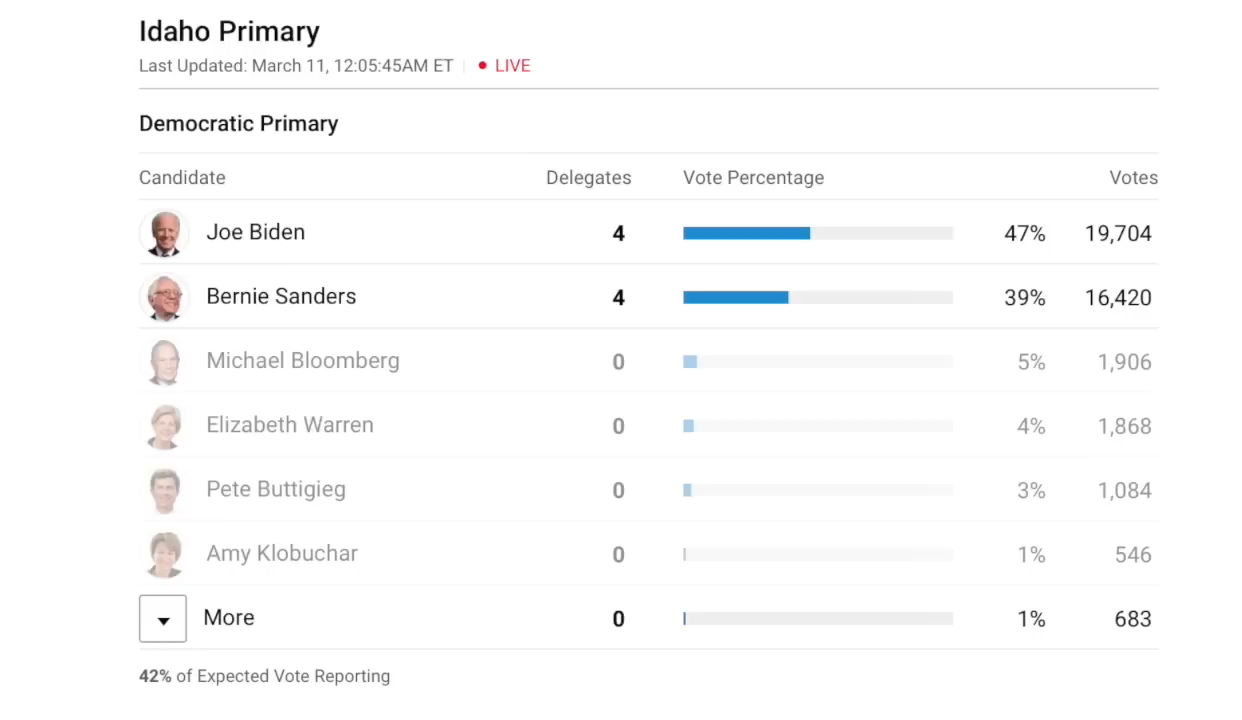 Idaho Primary
Last Updated: March 11, 12:05:45AM ET | • LIVE
Democratic Primary
Candidate Delegates Vote Percentage Votes
Joe Biden 4 47% 19,704
Bernie Sanders 4 39% 16,420
Michael Bloomberg 0 5% 1,906
Elizabeth Warren 0 4% 1,868
Pete Buttigieg 0 3% 1,084
Amy Klobuchar 0 1% 546
More 0 1% 683
42% of Expected Vote Reporting